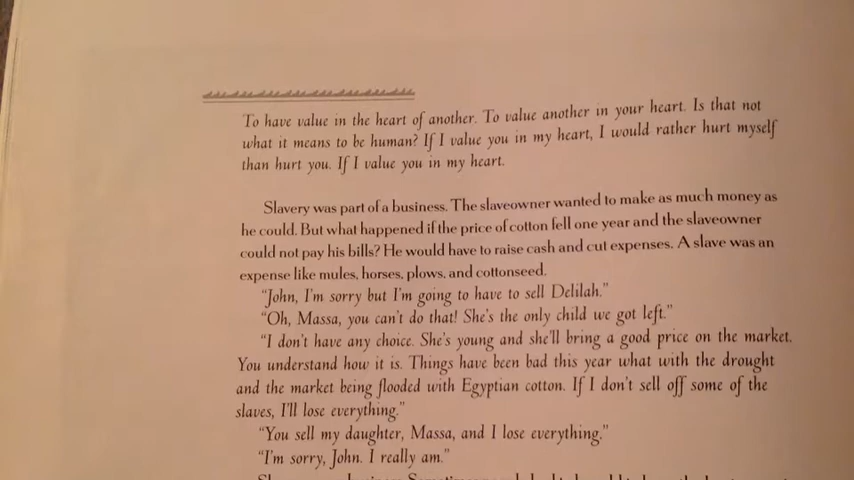 To have value in the heart of another. To value another in your heart. Is that not
what it means to be human? If I value you in my heart, I would rather hurt myself
than hurt you. If I value you in my heart.
Slavery was part of a business. The slaveowner wanted to make as much money as
he could. But what happened if the price of cotton fell one year and the slaveowner
could not pay his bills? He would have to raise cash and cut expenses. A slave was an
expense like mules, horses, plows, and cottonseed.
"John, I'm sorry but I'm going to have to sell Delilah."
"Oh, Massa, you can't do that! She's the only child we got left."
"I don't have any choice. She's young and she'll bring a good price on the market.
You understand how it is. Things have been bad this year what with the drought
and the market being flooded with Egyptian cotton. If I don't sell off some of the
slaves, I'll lose everything."
"You sell my daughter, Massa, and I lose everything."
"I'm sorry, John. I really am."